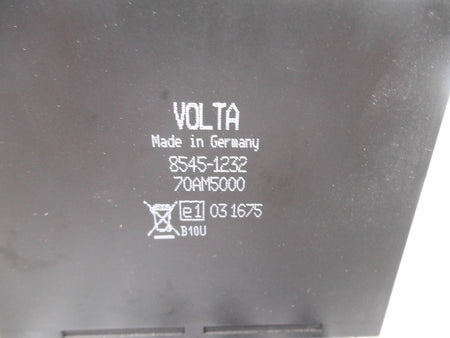 VOLTA
Made in Germany
8545-1232
70AM5000
e1 03 1675
B10U